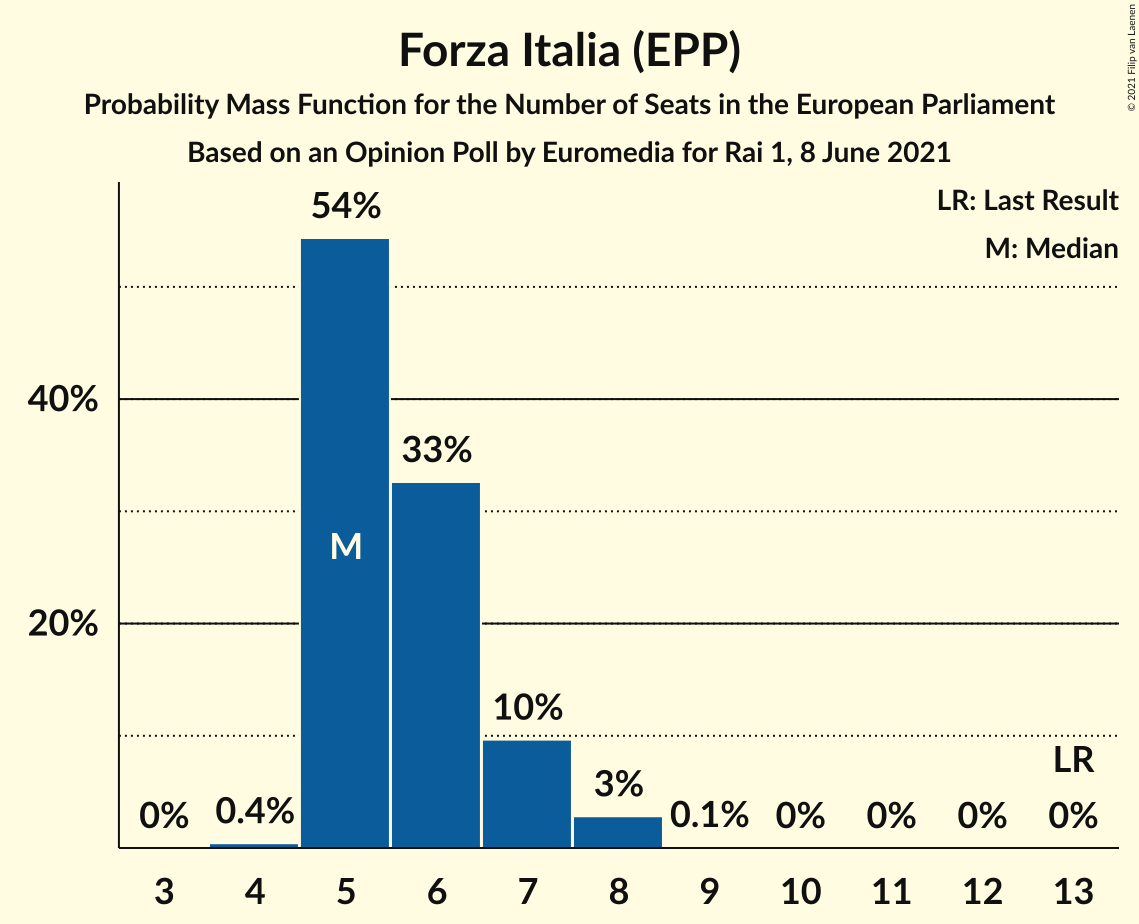 Forza Italia (EPP)
Probability Mass Function for the Number of Seats in the European Parliament
Based on an Opinion Poll by Euromedia for Rai 1, 8 June 2021
© 2021 Filip van Laenen
LR: Last Result
M: Median
54%
40%
33%
M
20%
10%
LR
0% 0.4% 3% 0.1% 0% 0% 0% 0%
3 4 5 6 7 8 9 10 11 12 13